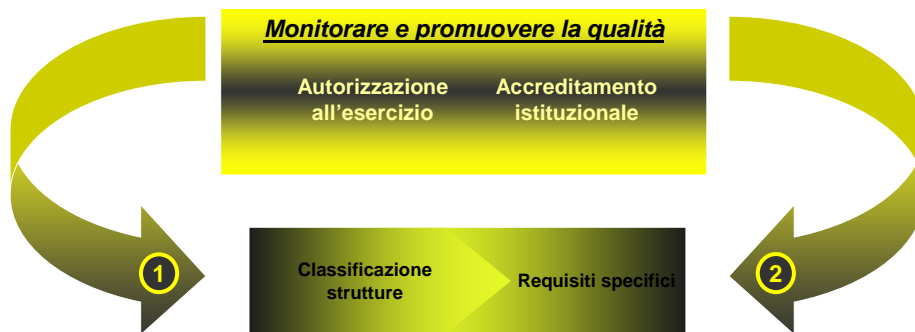 Monitorare e promuovere la qualità
Autorizzazione
all’esercizio
Accreditamento
istituzionale
1
Classificazione
strutture
Requisiti specifici
2